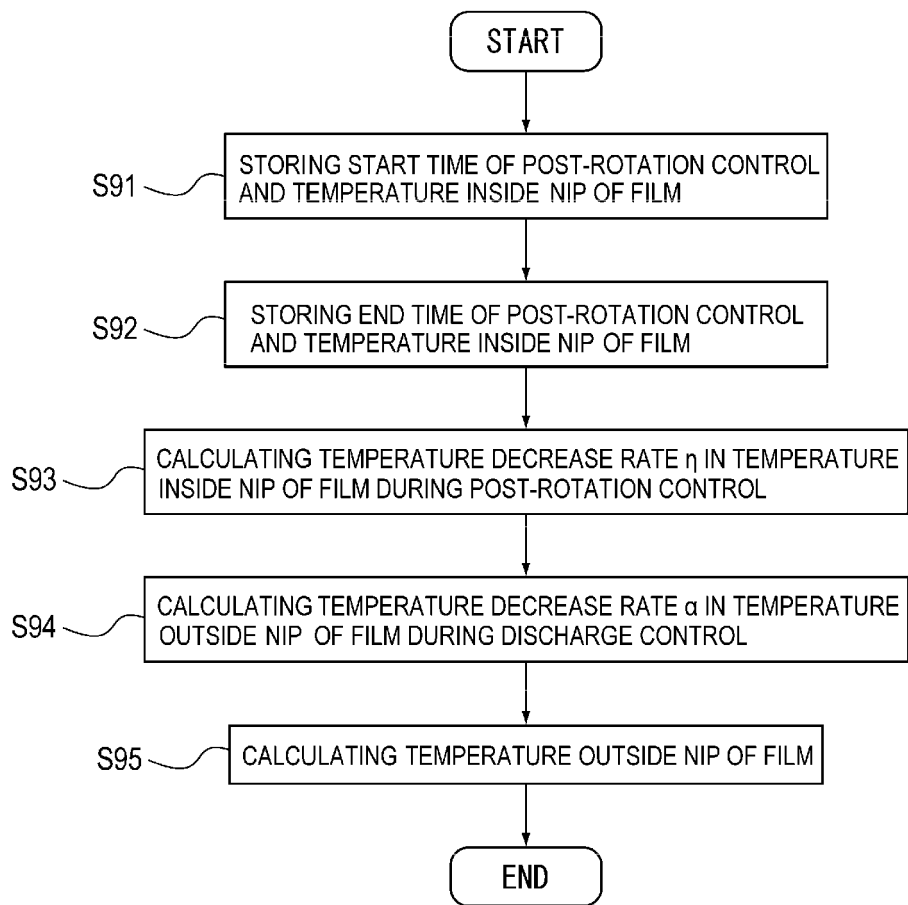 START
S91
STORING START TIME OF POST-ROTATION CONTROL
AND TEMPERATURE INSIDE NIP OF FILM
S92
STORING END TIME OF POST-ROTATION CONTROL
AND TEMPERATURE INSIDE NIP OF FILM
S93
CALCULATING TEMPERATURE DECREASE RATE η IN TEMPERATURE
INSIDE NIP OF FILM DURING POST-ROTATION CONTROL
S94
CALCULATING TEMPERATURE DECREASE RATE α IN TEMPERATURE
OUTSIDE NIP OF FILM DURING DISCHARGE CONTROL
S95
CALCULATING TEMPERATURE OUTSIDE NIP OF FILM
END